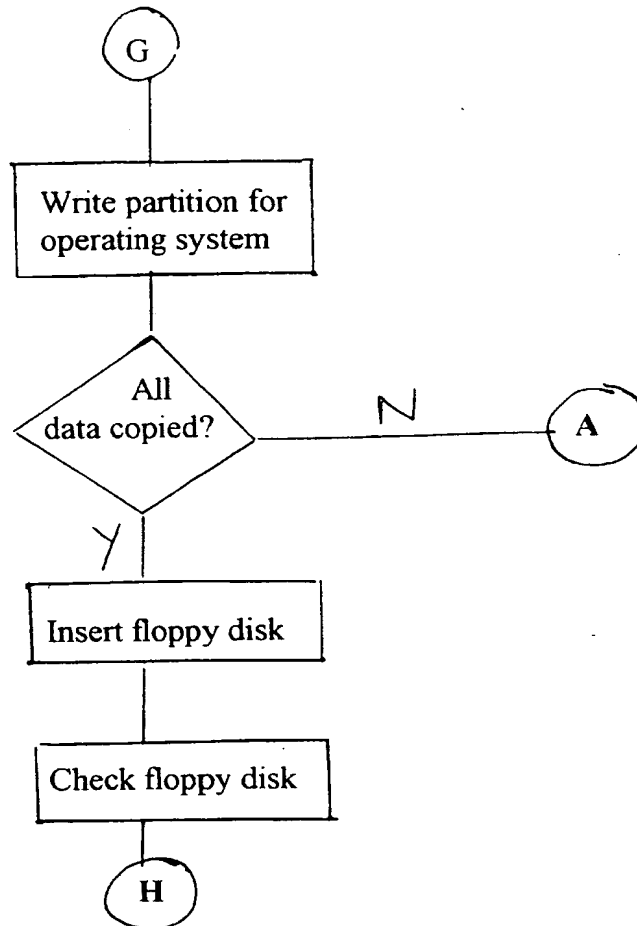 G
Write partition for
operating system
All
data copied?
N
A
Y
Insert floppy disk
Check floppy disk
H